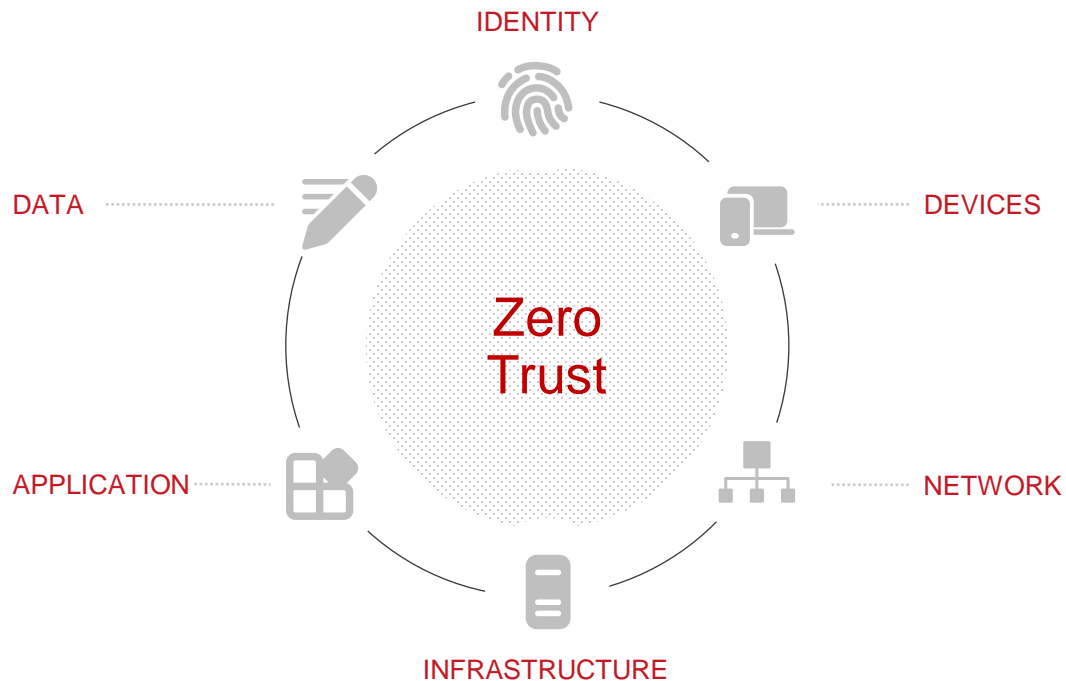 IDENTITY
DATA
DEVICES
Zero
Trust
APPLICATION
NETWORK
INFRASTRUCTURE